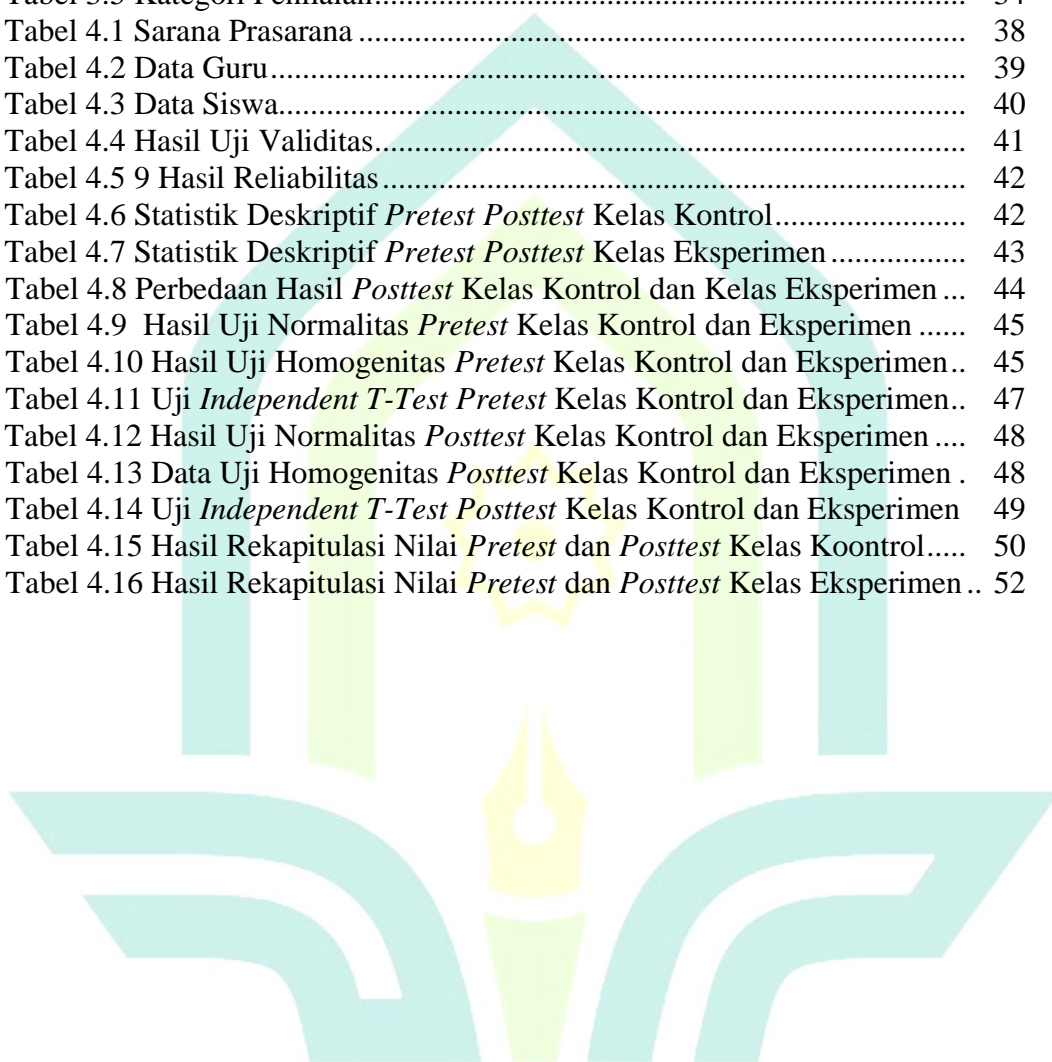 Tabel 4.1 Sarana Prasarana ........................................................................... 38
Tabel 4.2 Data Guru...................................................................................... 39
Tabel 4.3 Data Siswa..................................................................................... 40
Tabel 4.4 Hasil Uji Validitas......................................................................... 41
Tabel 4.5 9 Hasil Reliabilitas........................................................................ 42
Tabel 4.6 Statistik Deskriptif Pretest Posttest Kelas Kontrol........................ 42
Tabel 4.7 Statistik Deskriptif Pretest Posttest Kelas Eksperimen ................. 43
Tabel 4.8 Perbedaan Hasil Posttest Kelas Kontrol dan Kelas Eksperimen ... 44
Tabel 4.9 Hasil Uji Normalitas Pretest Kelas Kontrol dan Eksperimen ...... 45
Tabel 4.10 Hasil Uji Homogenitas Pretest Kelas Kontrol dan Eksperimen.. 45
Tabel 4.11 Uji Independent T-Test Pretest Kelas Kontrol dan Eksperimen.. 47
Tabel 4.12 Hasil Uji Normalitas Posttest Kelas Kontrol dan Eksperimen .... 48
Tabel 4.13 Data Uji Homogenitas Posttest Kelas Kontrol dan Eksperimen . 48
Tabel 4.14 Uji Independent T-Test Posttest Kelas Kontrol dan Eksperimen 49
Tabel 4.15 Hasil Rekapitulasi Nilai Pretest dan Posttest Kelas Koontrol..... 50
Tabel 4.16 Hasil Rekapitulasi Nilai Pretest dan Posttest Kelas Eksperimen .. 52